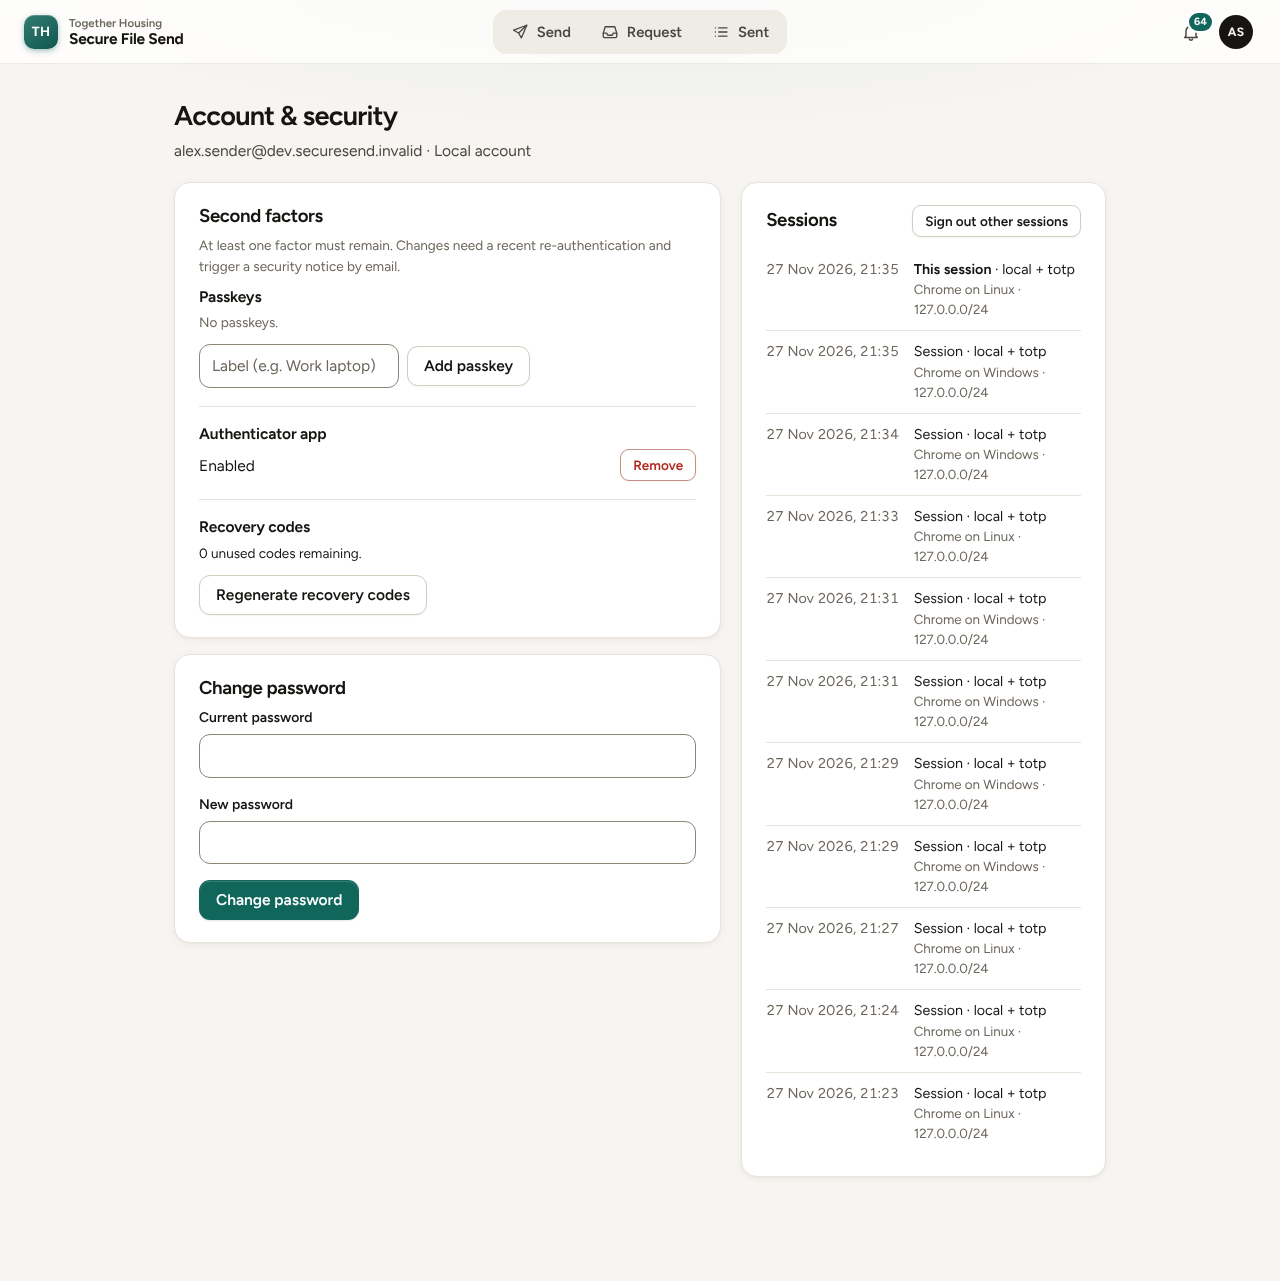 TH
Together Housing
Secure File Send
Send
Request
Sent
64
AS
Account & security
alex.sender@dev.securesend.invalid · Local account
Second factors
At least one factor must remain. Changes need a recent re-authentication and
trigger a security notice by email.
Passkeys
No passkeys.
Label (e.g. Work laptop)
Add passkey
Authenticator app
Enabled
Remove
Recovery codes
0 unused codes remaining.
Regenerate recovery codes
Change password
Current password
New password
Change password
Sessions
Sign out other sessions
27 Nov 2026, 21:35
This session · local + totp
Chrome on Linux ·
127.0.0.0/24
27 Nov 2026, 21:35
Session · local + totp
Chrome on Windows ·
127.0.0.0/24
27 Nov 2026, 21:34
Session · local + totp
Chrome on Windows ·
127.0.0.0/24
27 Nov 2026, 21:33
Session · local + totp
Chrome on Linux ·
127.0.0.0/24
27 Nov 2026, 21:31
Session · local + totp
Chrome on Windows ·
127.0.0.0/24
27 Nov 2026, 21:31
Session · local + totp
Chrome on Windows ·
127.0.0.0/24
27 Nov 2026, 21:29
Session · local + totp
Chrome on Windows ·
127.0.0.0/24
27 Nov 2026, 21:29
Session · local + totp
Chrome on Windows ·
127.0.0.0/24
27 Nov 2026, 21:27
Session · local + totp
Chrome on Linux ·
127.0.0.0/24
27 Nov 2026, 21:24
Session · local + totp
Chrome on Linux ·
127.0.0.0/24
27 Nov 2026, 21:23
Session · local + totp
Chrome on Linux ·
127.0.0.0/24